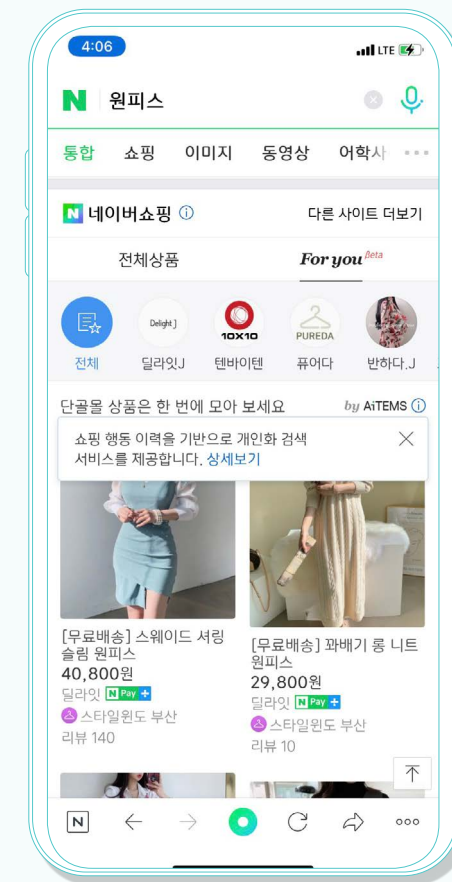 4:06 LTE
N 원피스
통합 쇼핑 이미지 동영상 어학사
N 네이버쇼핑 다른 사이트 더보기
전체상품 For you Beta
Delight ] 10X10 PUREDA
전체 딜라잇J 텐바이텐 퓨어다 반하다.J
단골몰 상품은 한 번에 모아 보세요 by AiTEMS
쇼핑 행동 이력을 기반으로 개인화 검색
서비스를 제공합니다. 상세보기
[무료배송] 스웨이드 셔링
슬림 원피스
40,800원
딜라잇 N Pay +
스타일윈도 부산
리뷰 140
[무료배송] 꽈배기 롱 니트
원피스
29,800원
딜라잇 N Pay +
스타일윈도 부산
리뷰 10
N